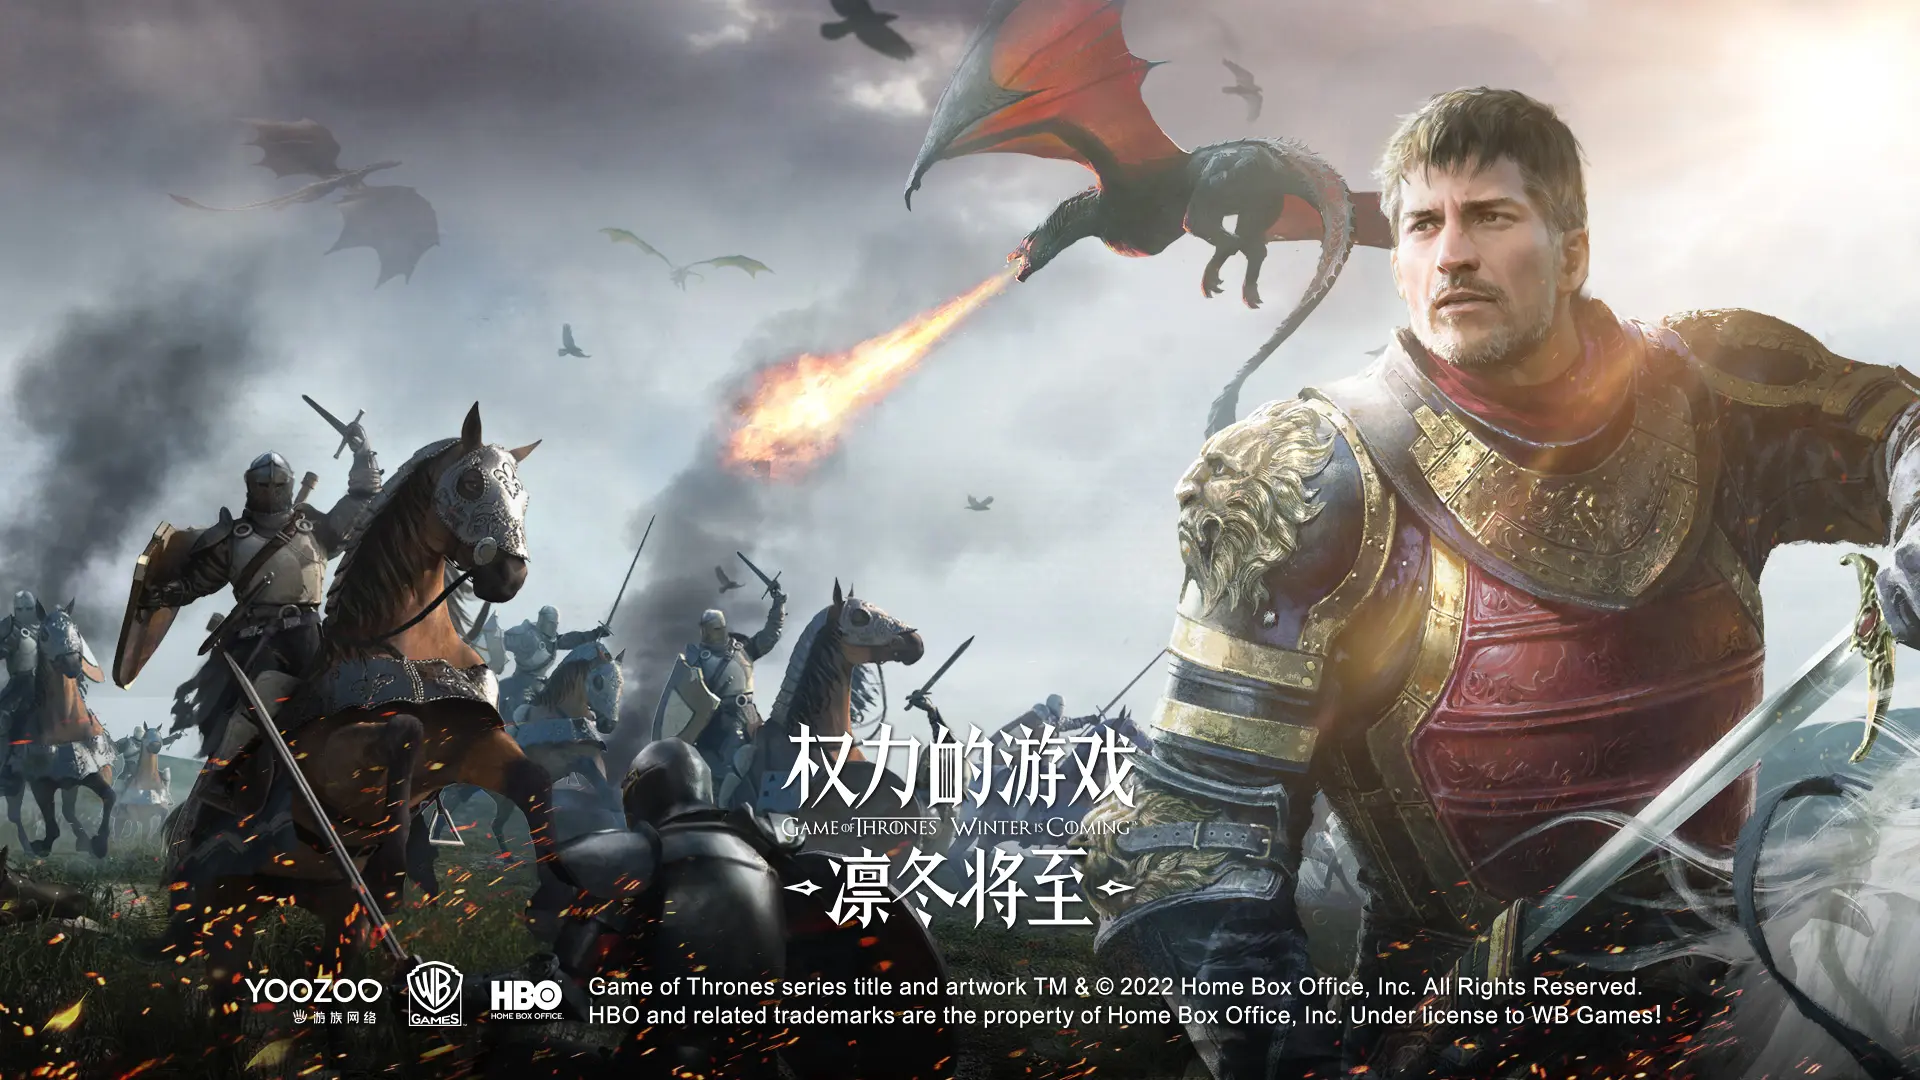 权力的游戏
GAME OF THRONES WINTER IS COMING™
凛冬将至
YOOZOO
游族网络
WB
GAMES™
HBO
HOME BOX OFFICE.
Game of Thrones series title and artwork TM & © 2022 Home Box Office, Inc. All Rights Reserved.
HBO and related trademarks are the property of Home Box Office, Inc. Under license to WB Games!